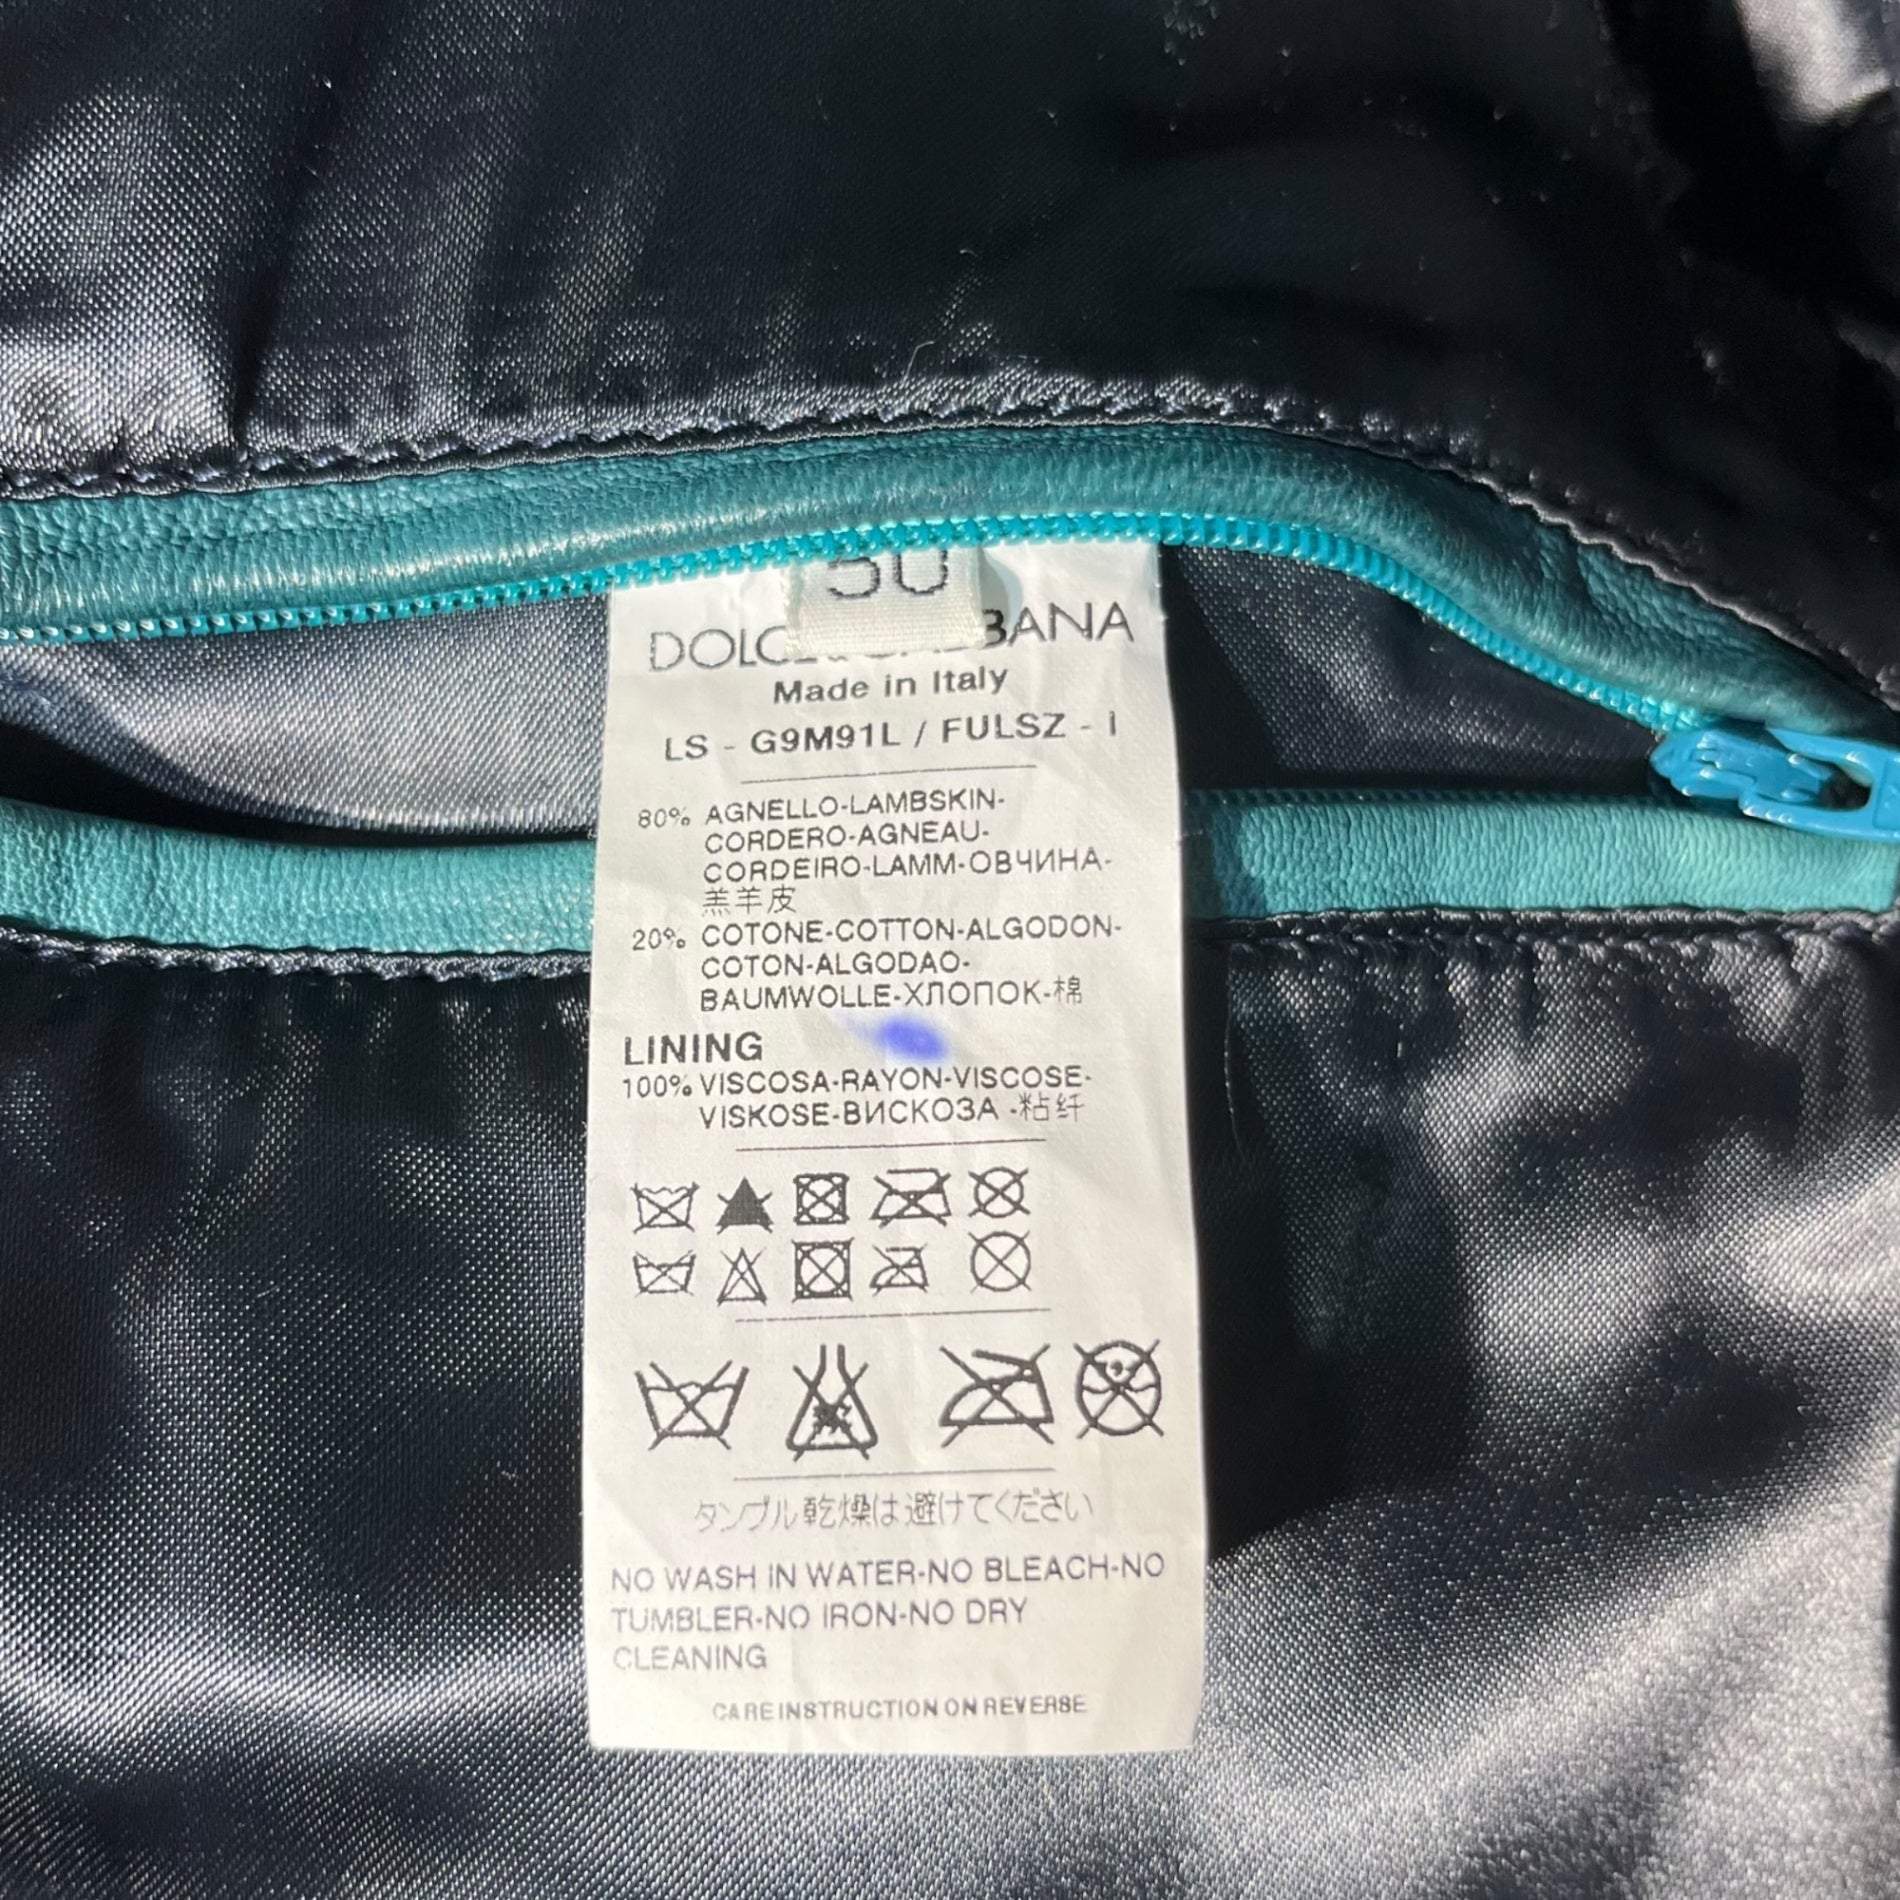 50
DOLCE & GABBANA
Made in Italy
LS - G9M91L / FULSZ - I
80% AGNELLO-LAMBSKIN-
CORDERO-AGNEAU-
CORDEIRO-LAMM-ОВЧИНА-
羔羊皮
20% COTONE-COTTON-ALGODON-
COTON-ALGODAO-
BAUMWOLLE-ХЛОПОК-棉
LINING
100% VISCOSA-RAYON-VISCOSE-
VISKOSE-ВИСКОЗА -粘纤
タンブル乾燥は避けてください
NO WASH IN WATER-NO BLEACH-NO
TUMBLER-NO IRON-NO DRY
CLEANING
CARE INSTRUCTION ON REVERSE